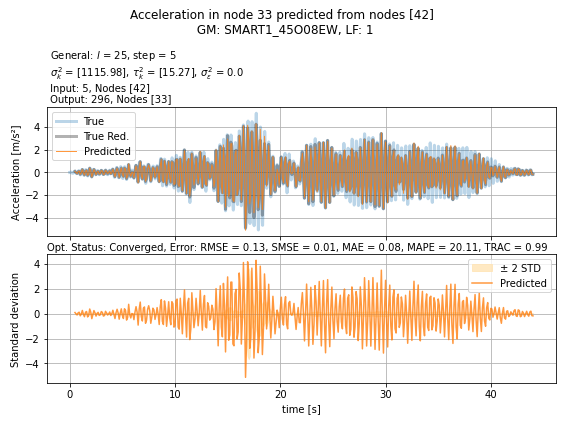 Acceleration in node 33 predicted from nodes [42]
GM: SMART1_45O08EW, LF: 1
General: l = 25, step = 5
σ²ₖ = [1115.98], τ²ₖ = [15.27], σ²_ε = 0.0
Input: 5, Nodes [42]
Output: 296, Nodes [33]
True
True Red.
Predicted
Acceleration [m/s²]
4
2
0
−2
−4
Opt. Status: Converged, Error: RMSE = 0.13, SMSE = 0.01, MAE = 0.08, MAPE = 20.11, TRAC = 0.99
± 2 STD
Predicted
Standard deviation
4
2
0
−2
−4
0 10 20 30 40
time [s]